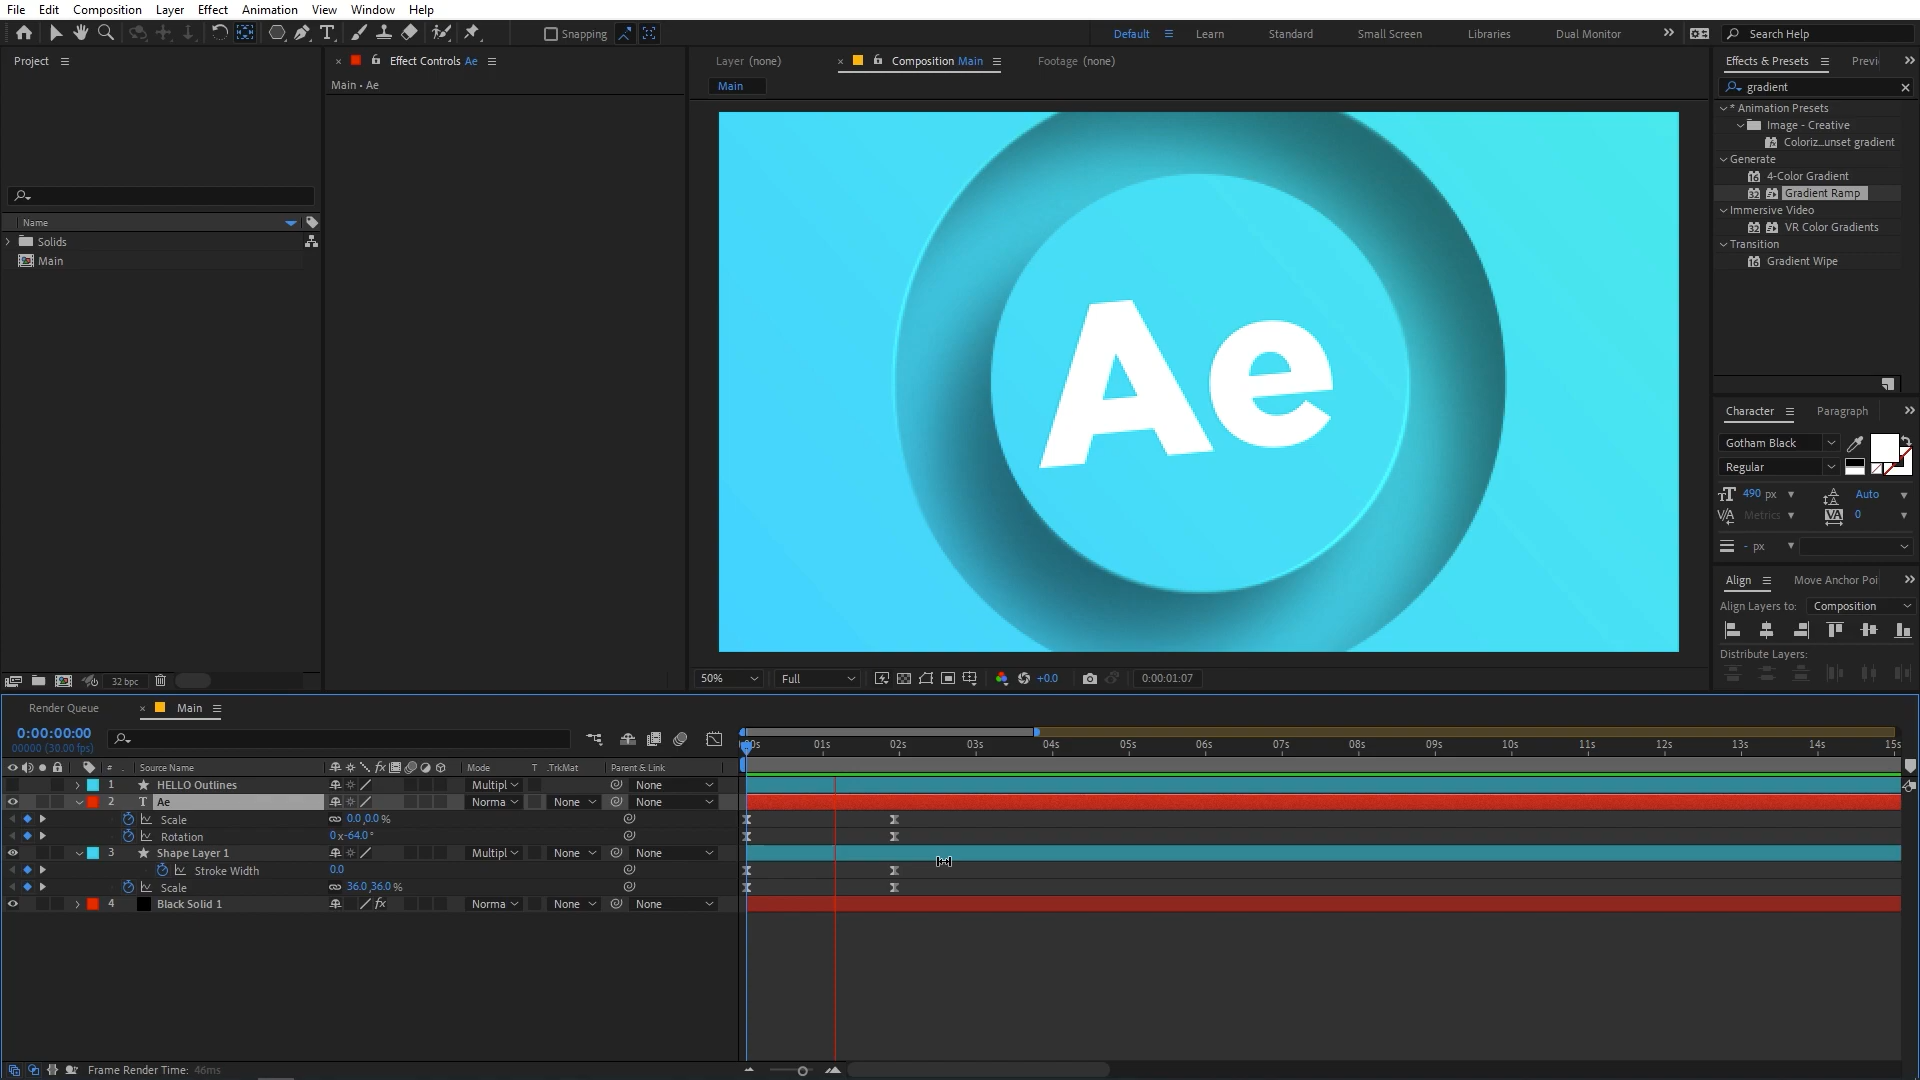 File Edit Composition Layer Effect Animation View Window Help
Snapping
Default Learn Standard Small Screen Libraries Dual Monitor
Search Help
Project
Name
Solids
Main
32 bpc
Effect Controls Ae
Main • Ae
Layer (none)
Composition Main
Footage (none)
Main
Ae
50%
Full
+0.0
0:00:01:07
Effects & Presets
Previ
gradient
* Animation Presets
Image - Creative
Coloriz...unset gradient
Generate
4-Color Gradient
Gradient Ramp
Immersive Video
VR Color Gradients
Transition
Gradient Wipe
Character
Paragraph
Gotham Black
Regular
490 px
Auto
Metrics
0
- px
Align
Move Anchor Poi
Align Layers to: Composition
Distribute Layers:
Render Queue
Main
0:00:00:00
00000 (30.00 fps)
00s 01s 02s 03s 04s 05s 06s 07s 08s 09s 10s 11s 12s 13s 14s 15s
# Source Name Mode T .TrkMat Parent & Link
1 HELLO Outlines Multipl None
2 T Ae Norma None None
Scale 0.0,0.0 %
Rotation 0 x -64.0 °
3 Shape Layer 1 Multipl None None
Stroke Width 0.0
Scale 36.0,36.0 %
4 Black Solid 1 fx Norma None None
Frame Render Time: 46ms